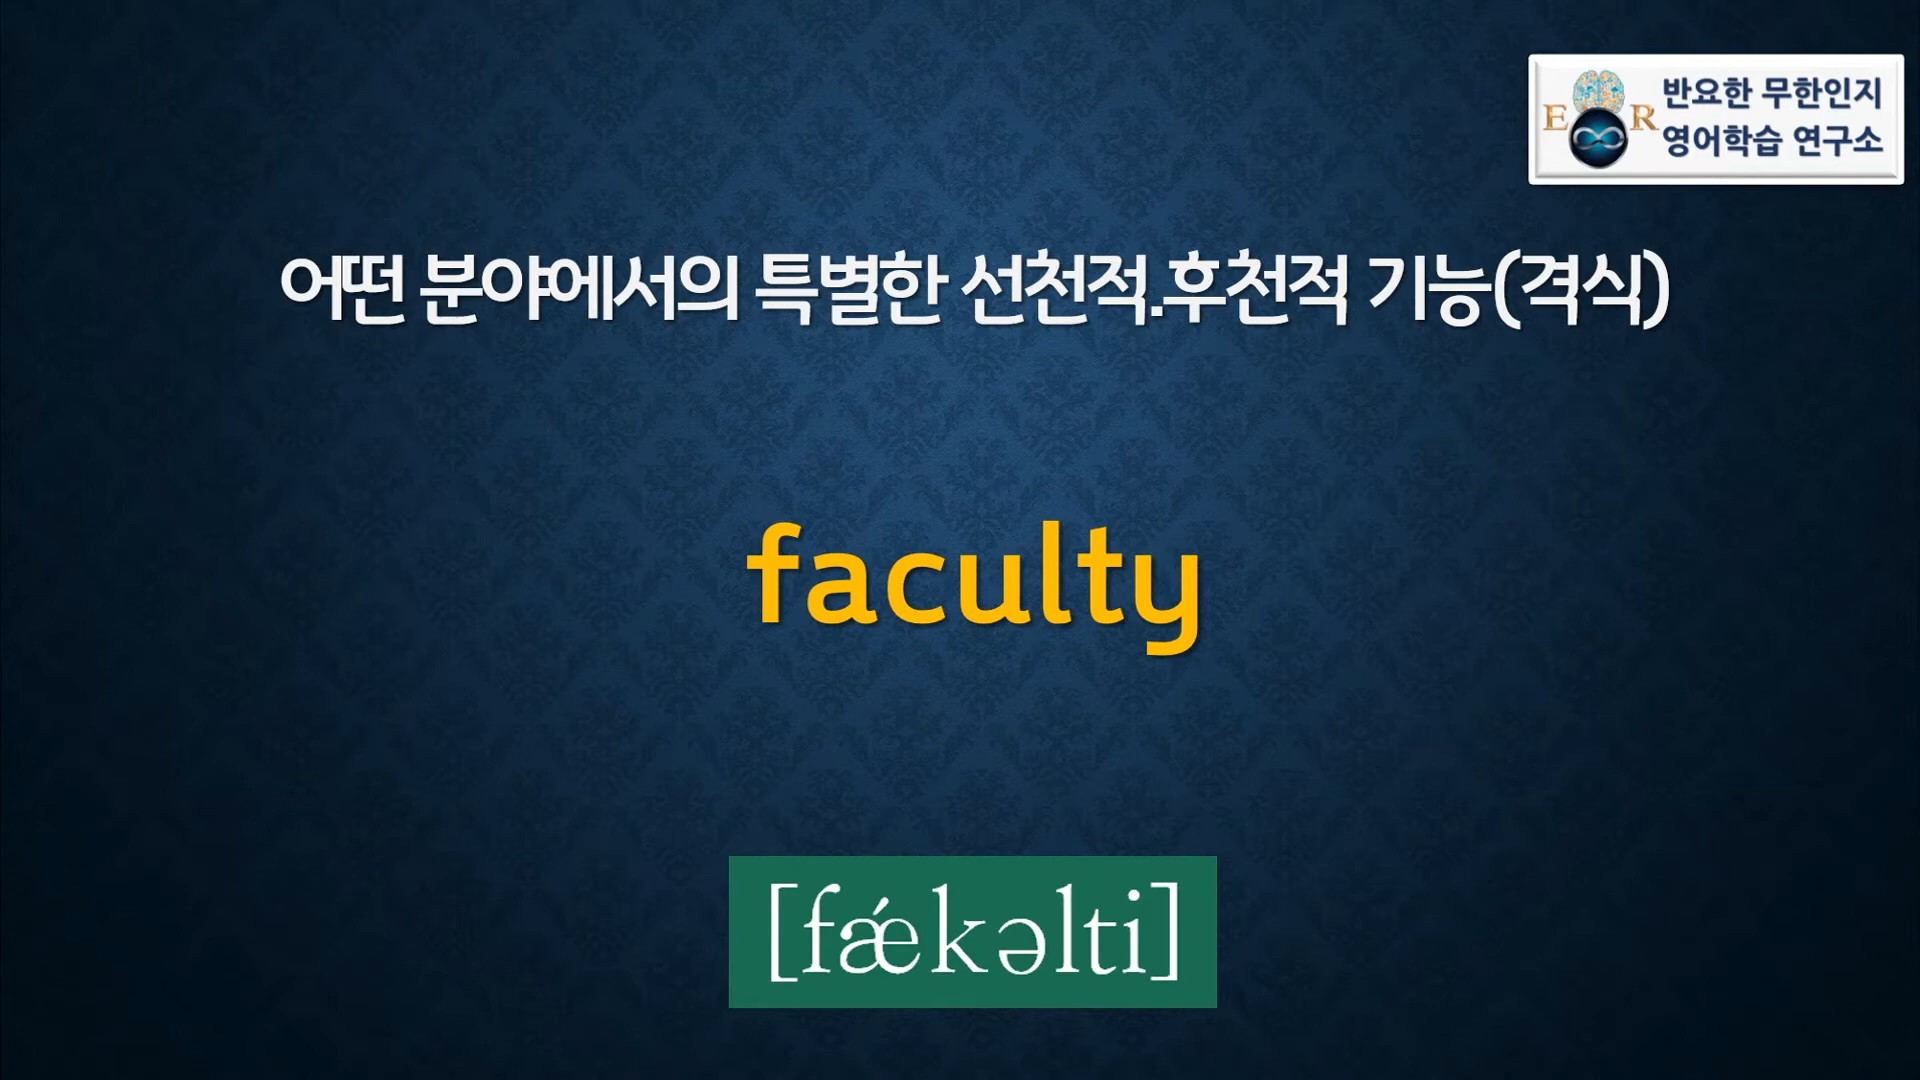 반요한 무한인지
E R
영어학습 연구소
어떤 분야에서의 특별한 선천적.후천적 기능(격식)
faculty
[fǽkəlti]